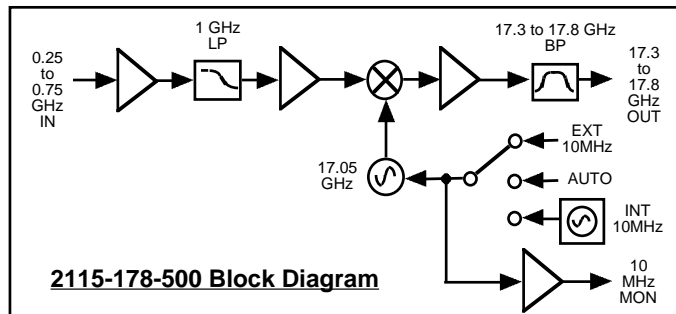 1 GHz
LP
17.3 to 17.8 GHz
BP
0.25
to
0.75
GHz
IN
17.3
to
17.8
GHz
OUT
17.05
GHz
EXT
10MHz
AUTO
INT
10MHz
2115-178-500 Block Diagram
10
MHz
MON